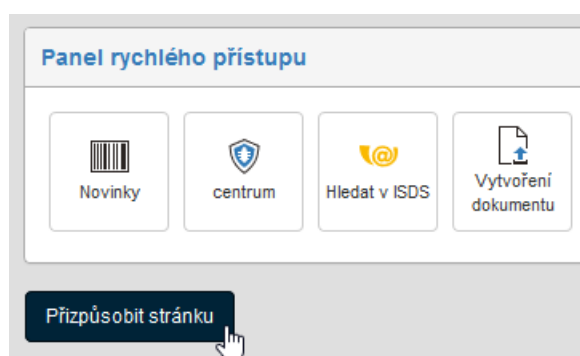 Panel rychlého přístupu
Novinky
centrum
Hledat v ISDS
Vytvoření
dokumentu
Přizpůsobit stránku